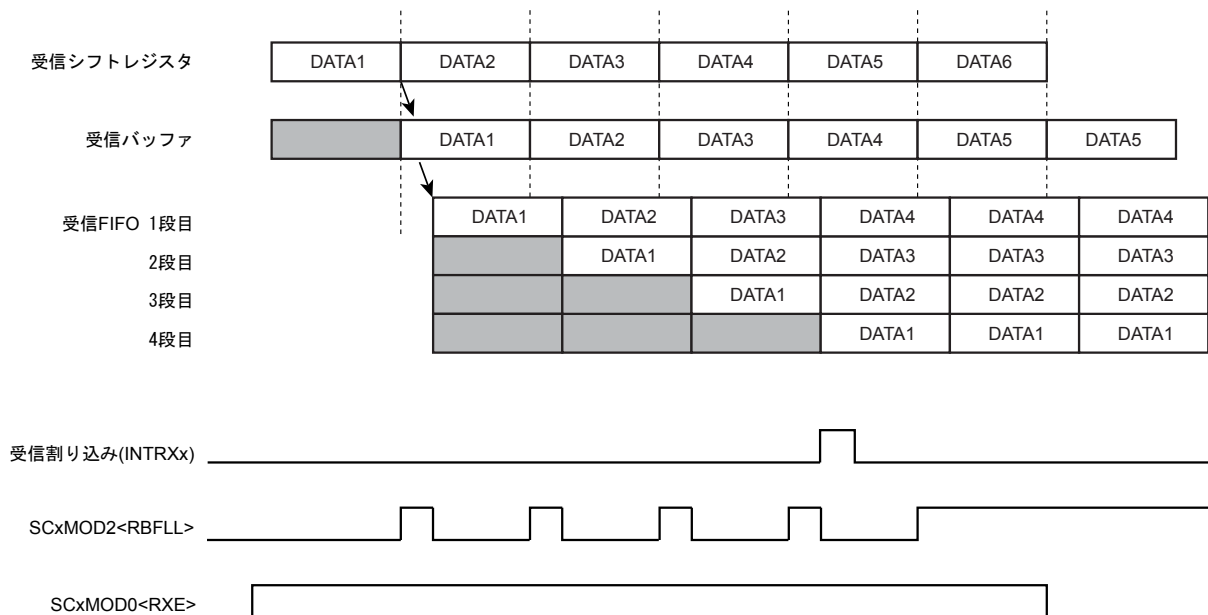 受信シフトレジスタ DATA1 DATA2 DATA3 DATA4 DATA5 DATA6
受信バッファ DATA1 DATA2 DATA3 DATA4 DATA5 DATA5
受信FIFO 1段目 DATA1 DATA2 DATA3 DATA4 DATA4 DATA4
2段目 DATA1 DATA2 DATA3 DATA3 DATA3
3段目 DATA1 DATA2 DATA2 DATA2
4段目 DATA1 DATA1 DATA1
受信割り込み(INTRXx)
SCxMOD2<RBFLL>
SCxMOD0<RXE>